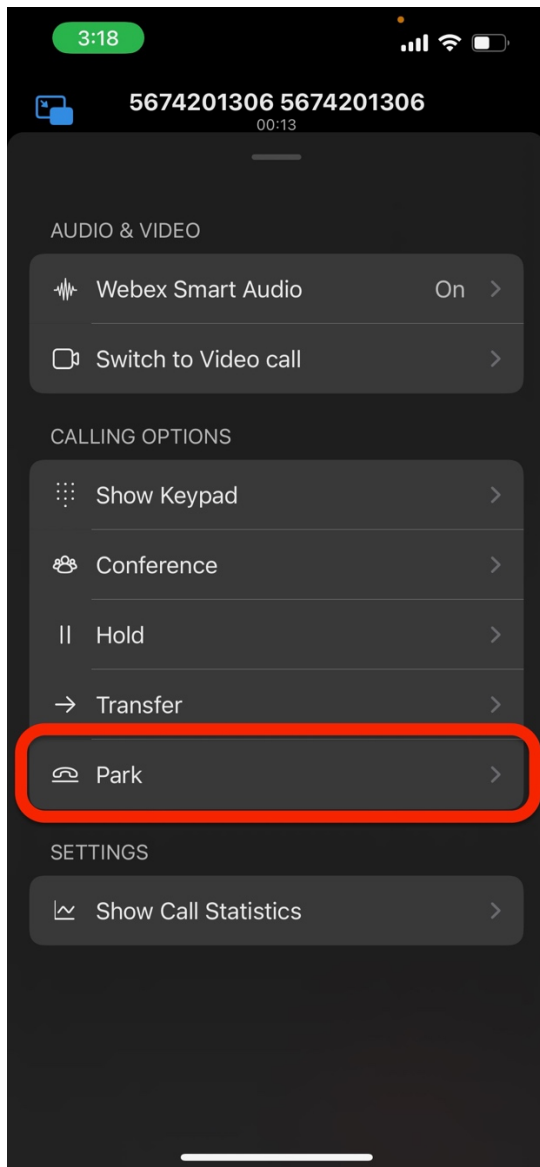 3:18
5674201306 5674201306
00:13
AUDIO & VIDEO
Webex Smart Audio On
Switch to Video call
CALLING OPTIONS
Show Keypad
Conference
Hold
Transfer
Park
SETTINGS
Show Call Statistics